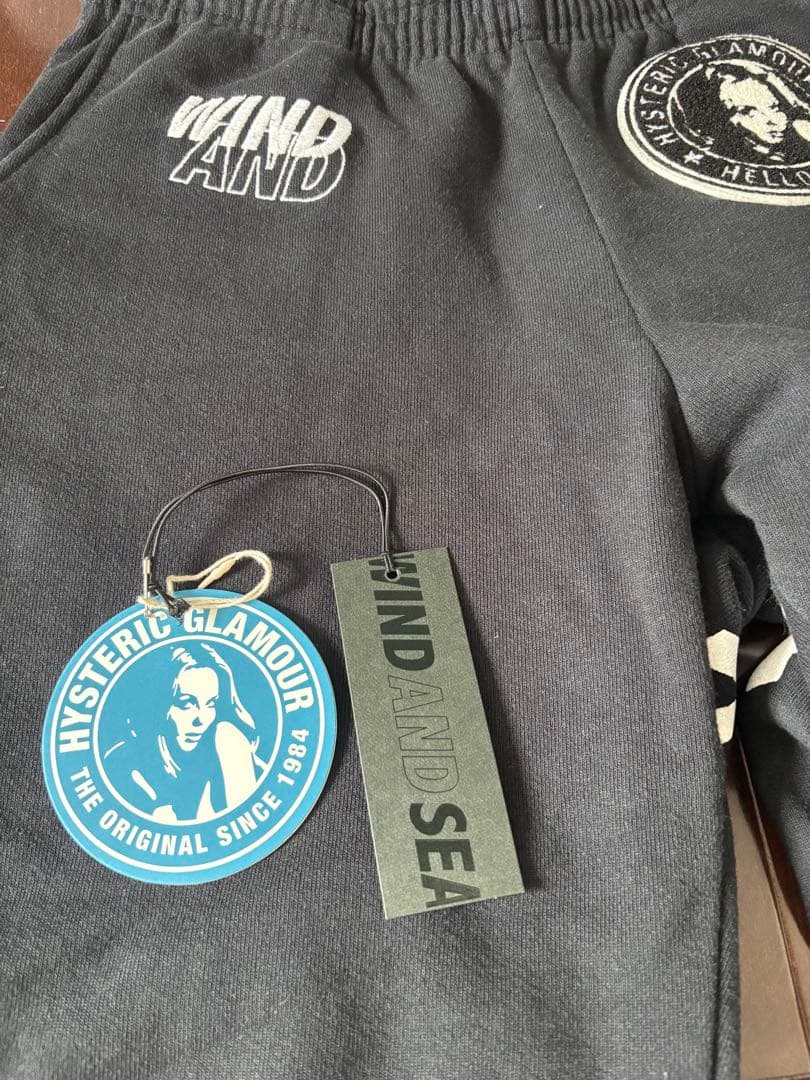 WIND
AND
HYSTERIC GLAMOUR
★ HELLO
HYSTERIC GLAMOUR
THE ORIGINAL SINCE 1984
WIND AND SEA